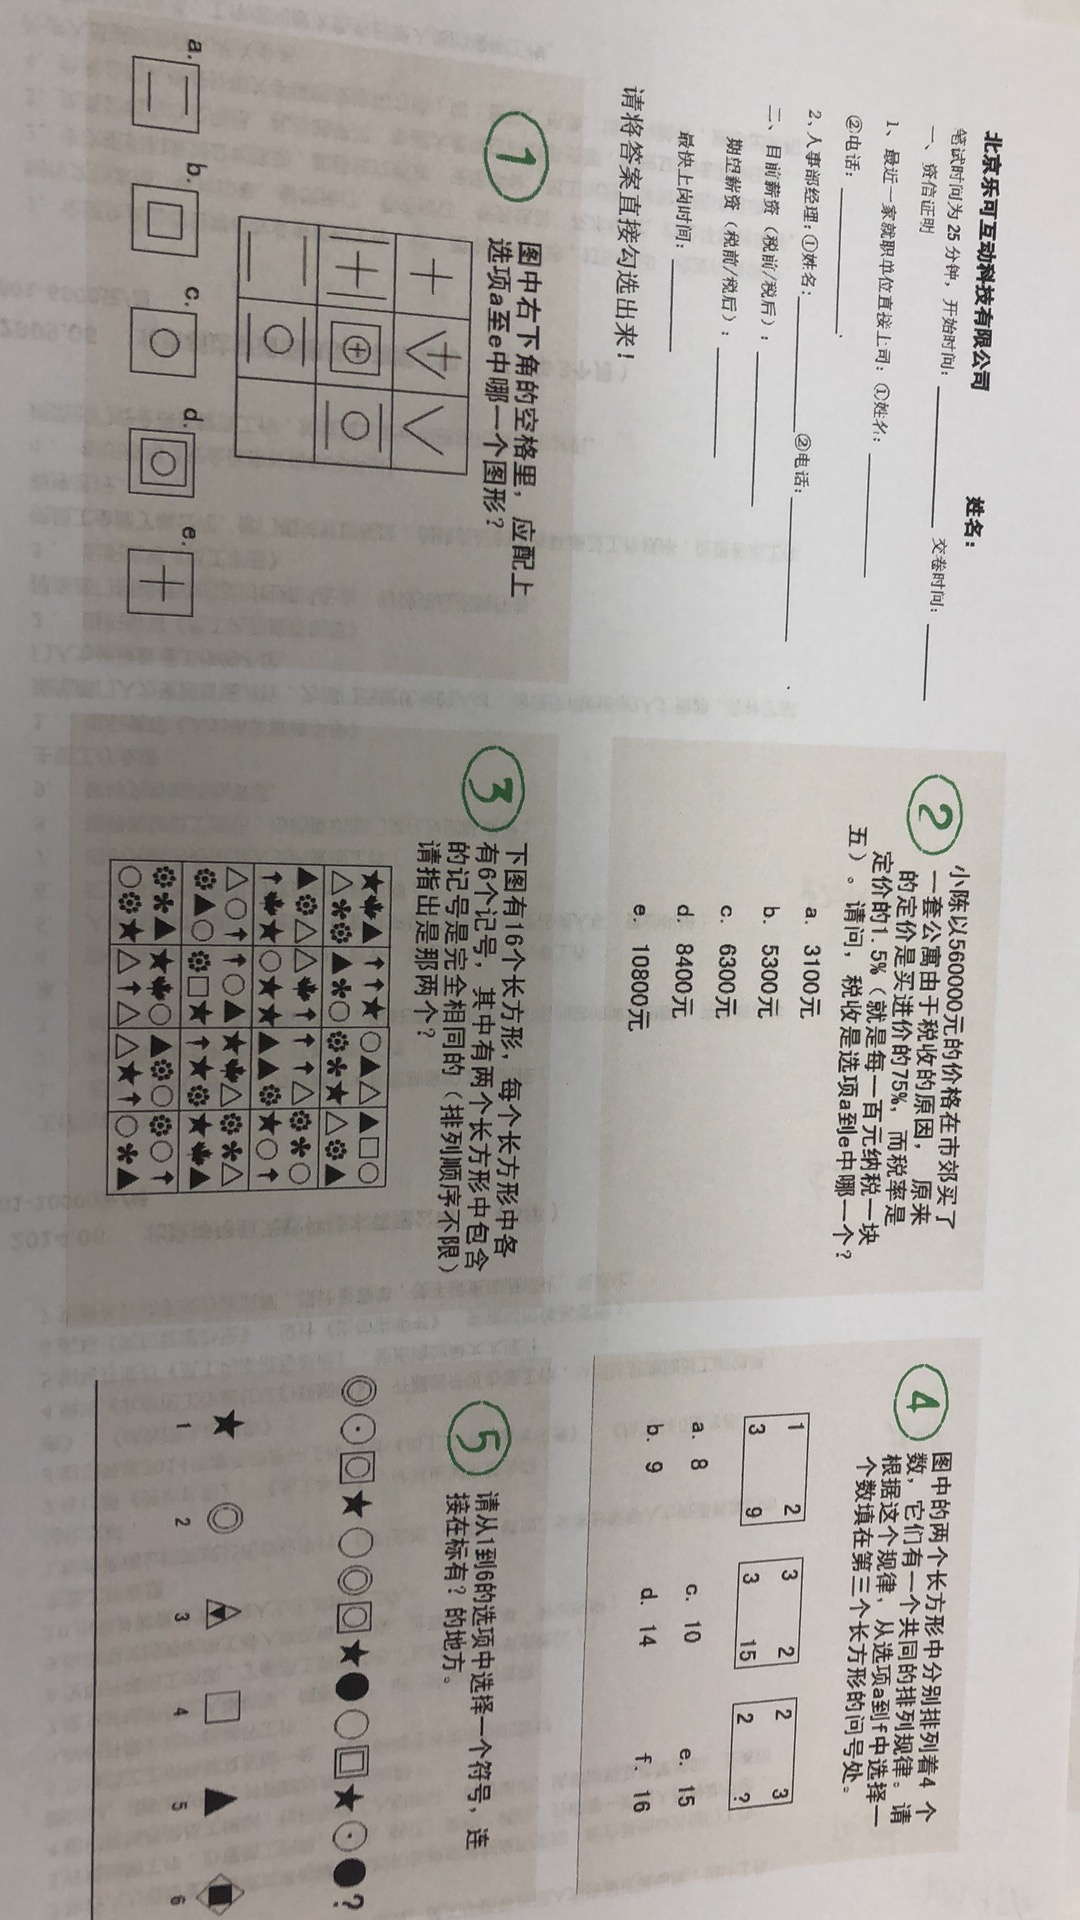 北京乐可互动科技有限公司 姓名：
笔试时间为 25 分钟，开始时间： 交卷时间：
一、资信证明
1、最近一家就职单位直接上司：①姓名：
②电话：
2、人事部经理：①姓名： ②电话：
二、目前薪资（税前/税后）：
期望薪资（税前/税后）：
最快上岗时间：
请将答案直接勾选出来！
1
图中右下角的空格里，应配上
选项a至e中哪一个图形？
a. b. c. d. e.
2
小陈以560000元的价格在市郊买了
一套公寓由于税收的原因， 原来
的定价是买进价的75%，而税率是
定价的1.5%（就是每一百元纳税一块
五）。请问，税收是选项a到e中哪一个？
a. 3100元
b. 5300元
c. 6300元
d. 8400元
e. 10800元
3
下图有16个长方形，每个长方形中各
有6个记号，其中有两个长方形中包含
的记号是完全相同的（排列顺序不限）
请指出是那两个？
4
图中的两个长方形中分别排列着4 个
数，它们有一个共同的排列规律。请
根据这个规律，从选项a到f中选择一
个数填在第三个长方形的问号处。
1 2 3 2 2 3
3 9 3 15 2 ?
a. 8 c. 10 e. 15
b. 9 d. 14 f. 16
5
请从1到6的选项中选择一个符号，连
接在标有？的地方。
?
1 2 3 4 5 6